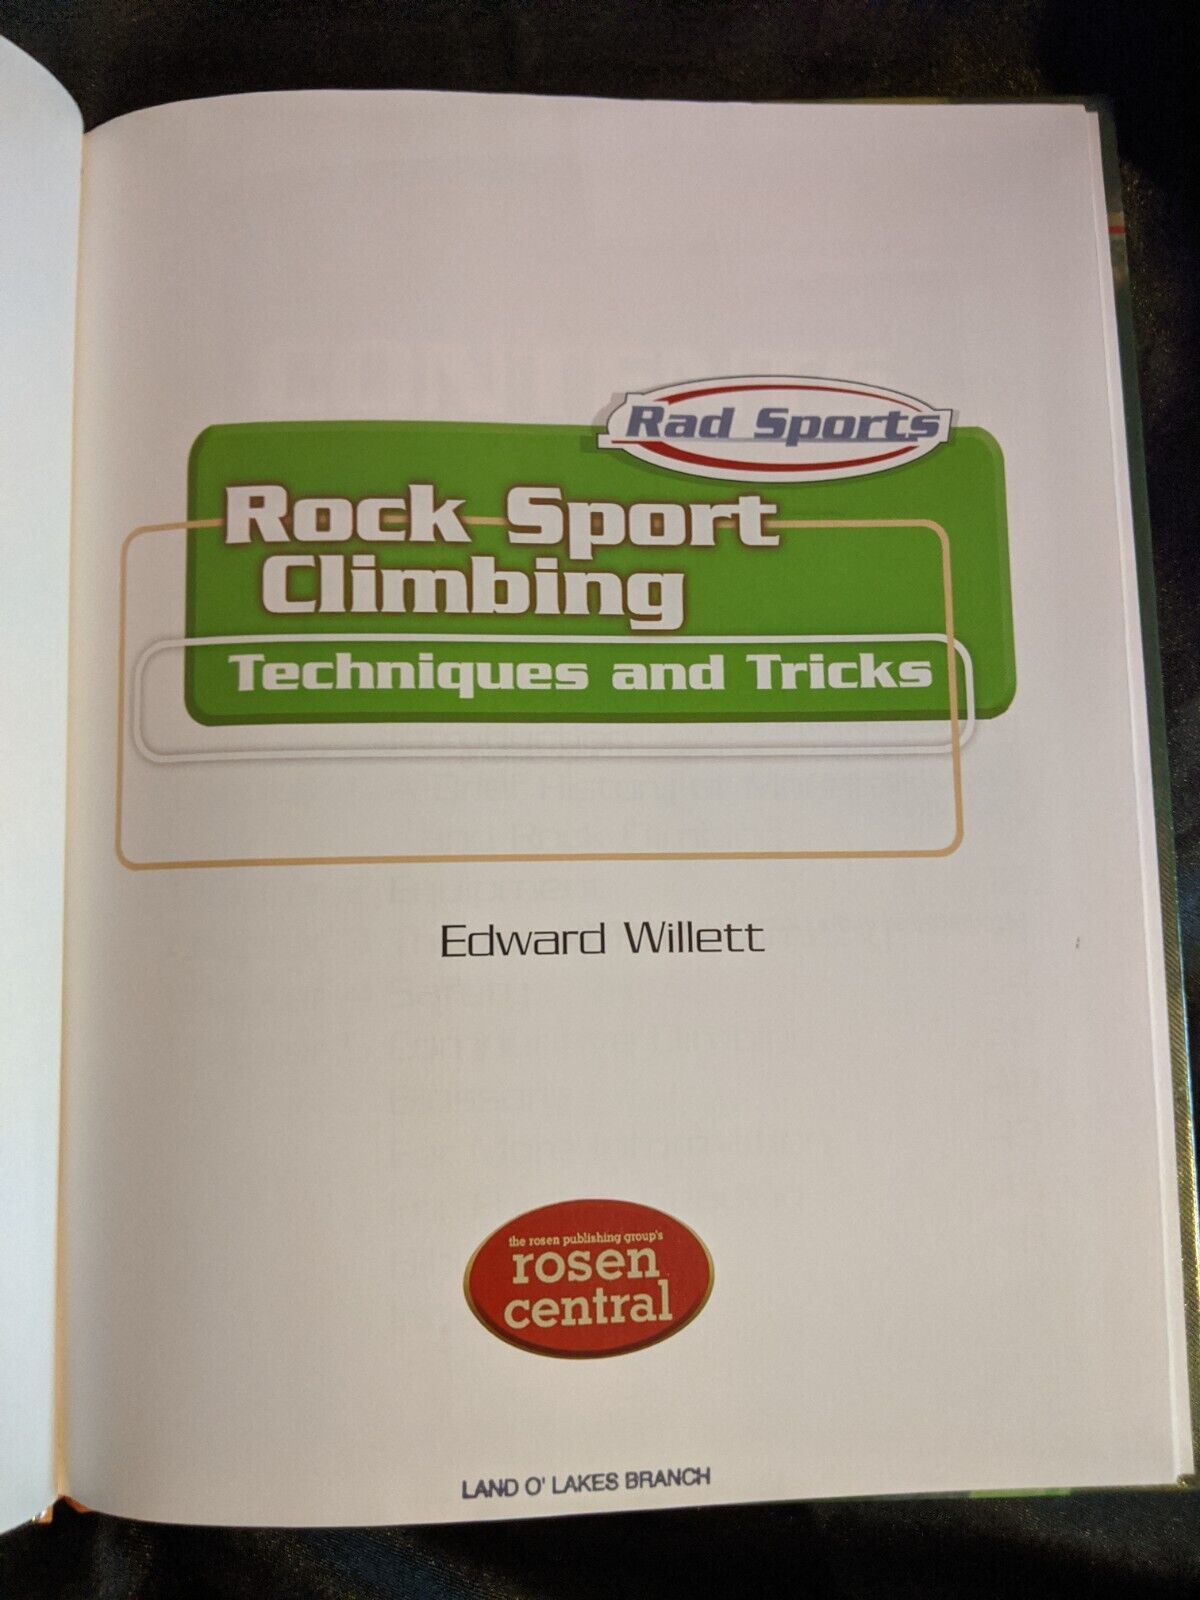 Rad Sports
Rock Sport
Climbing
Techniques and Tricks
Edward Willett
the rosen publishing group's
rosen
central
LAND O' LAKES BRANCH